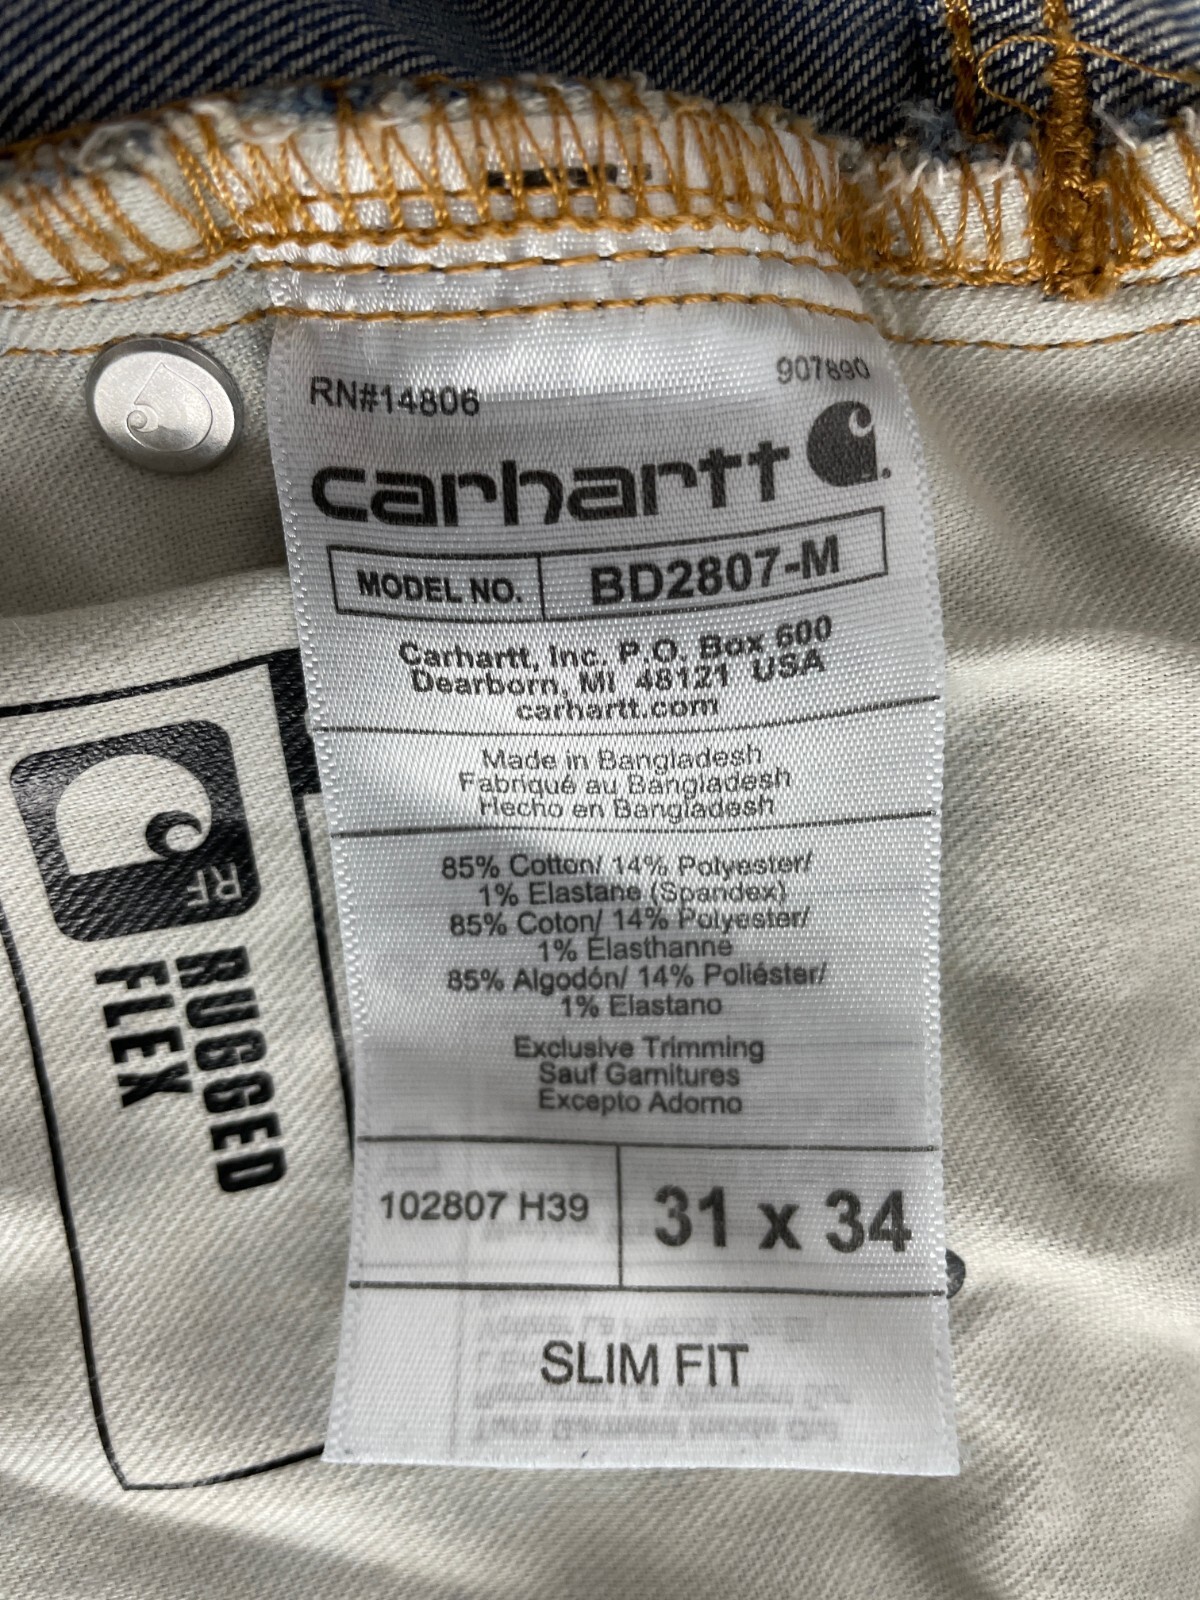 RN#14806
907890
carhartt
MODEL NO.
BD2807-M
Carhartt, Inc. P.O. Box 600
Dearborn, MI 48121 USA
carhartt.com
Made in Bangladesh
Fabriqué au Bangladesh
Hecho en Bangladesh
85% Cotton/ 14% Polyester/
1% Elastane (Spandex)
85% Coton/ 14% Polyester/
1% Elasthanne
85% Algodón/ 14% Poliéster/
1% Elastano
Exclusive Trimming
Sauf Garnitures
Excepto Adorno
102807 H39
31 x 34
SLIM FIT
RF
RUGGED
FLEX